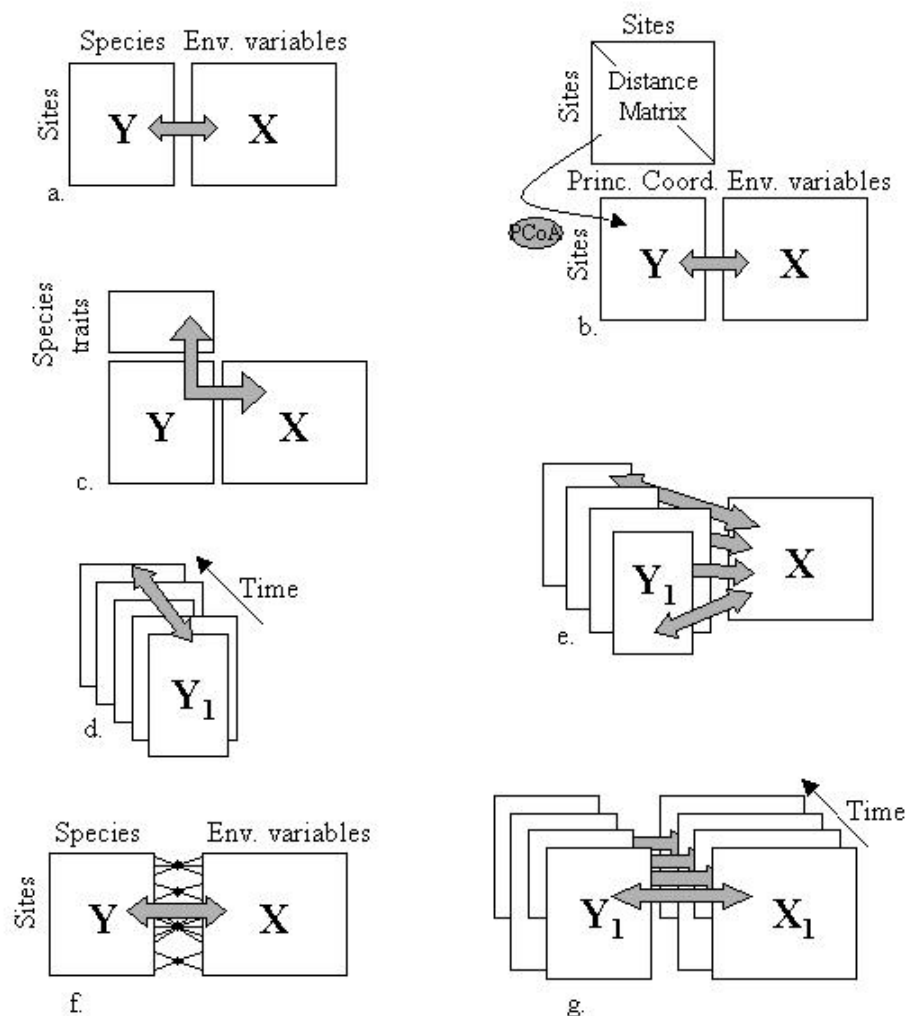 Species Env. variables
Sites
Y X
a.
Sites
Sites
Distance
Matrix
Princ. Coord. Env. variables
PCoA
Sites
Y X
b.
Species
traits
Y X
c.
Time
Y1
d.
Y1 X
e.
Species Env. variables
Sites
Y X
f.
Time
Y1 X1
g.